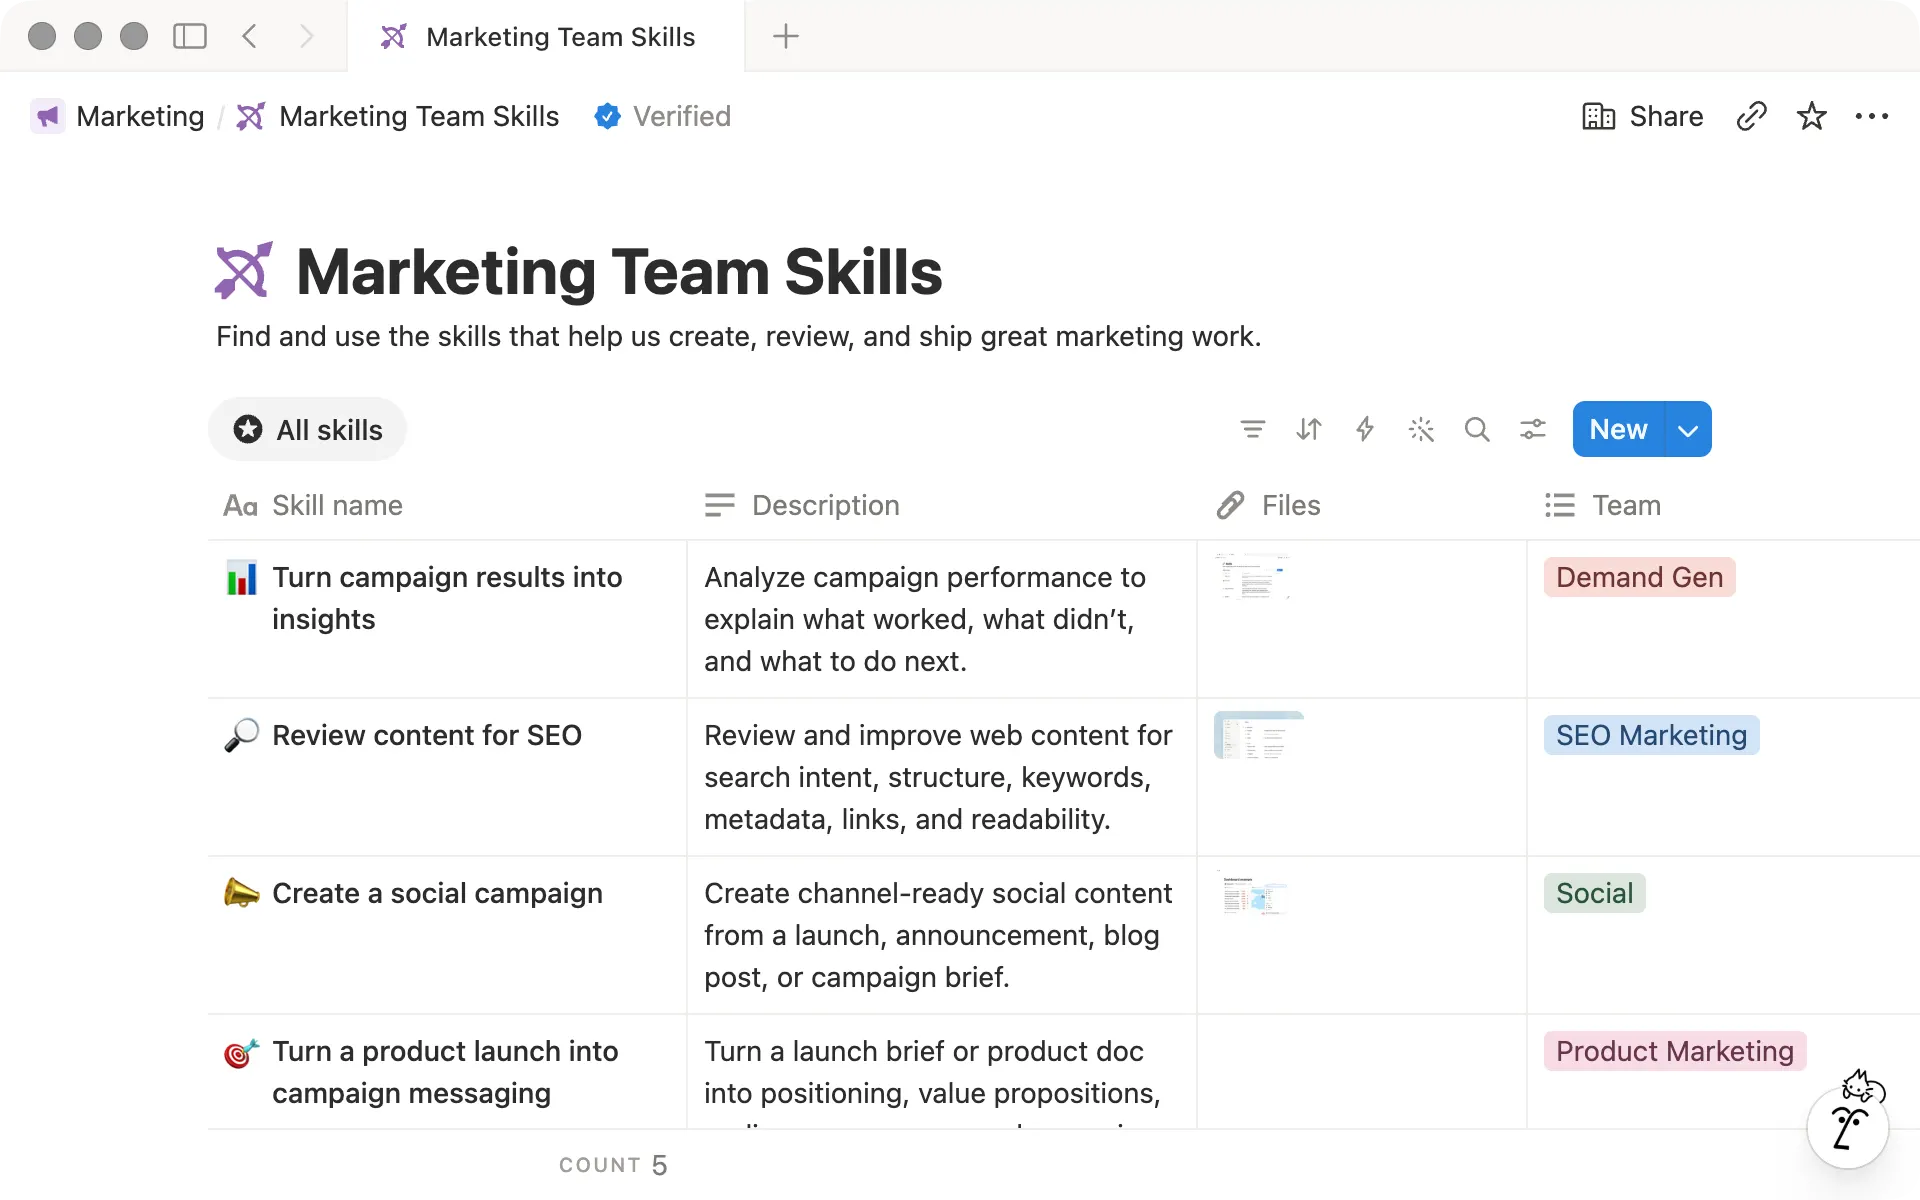 Marketing Team Skills
Marketing / Marketing Team Skills Verified
Share
Marketing Team Skills
Find and use the skills that help us create, review, and ship great marketing work.
All skills
New
Aa Skill name
Description
Files
Team
Turn campaign results into
insights
Analyze campaign performance to
explain what worked, what didn’t,
and what to do next.
Demand Gen
Review content for SEO
Review and improve web content for
search intent, structure, keywords,
metadata, links, and readability.
SEO Marketing
Create a social campaign
Create channel-ready social content
from a launch, announcement, blog
post, or campaign brief.
Social
Turn a product launch into
campaign messaging
Turn a launch brief or product doc
into positioning, value propositions,
Product Marketing
COUNT 5